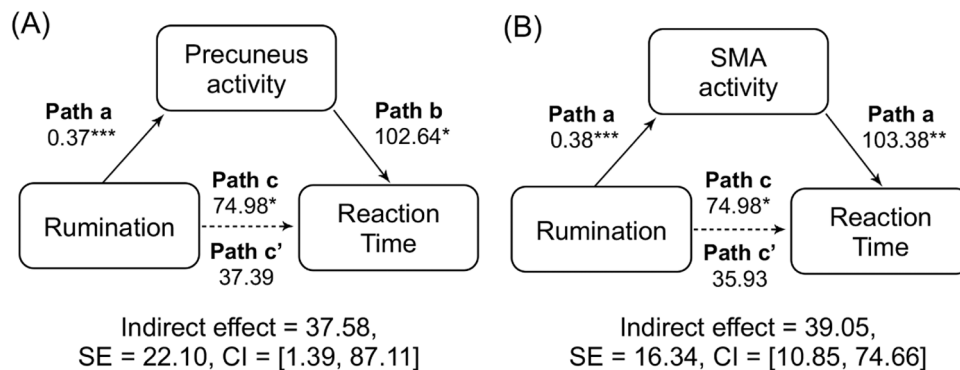 (A)
Precuneus
activity
Path a
0.37***
Path b
102.64*
Rumination
Path c
74.98*
Path c'
37.39
Reaction
Time
Indirect effect = 37.58,
SE = 22.10, CI = [1.39, 87.11]
(B)
SMA
activity
Path a
0.38***
Path a
103.38**
Rumination
Path c
74.98*
Path c'
35.93
Reaction
Time
Indirect effect = 39.05,
SE = 16.34, CI = [10.85, 74.66]